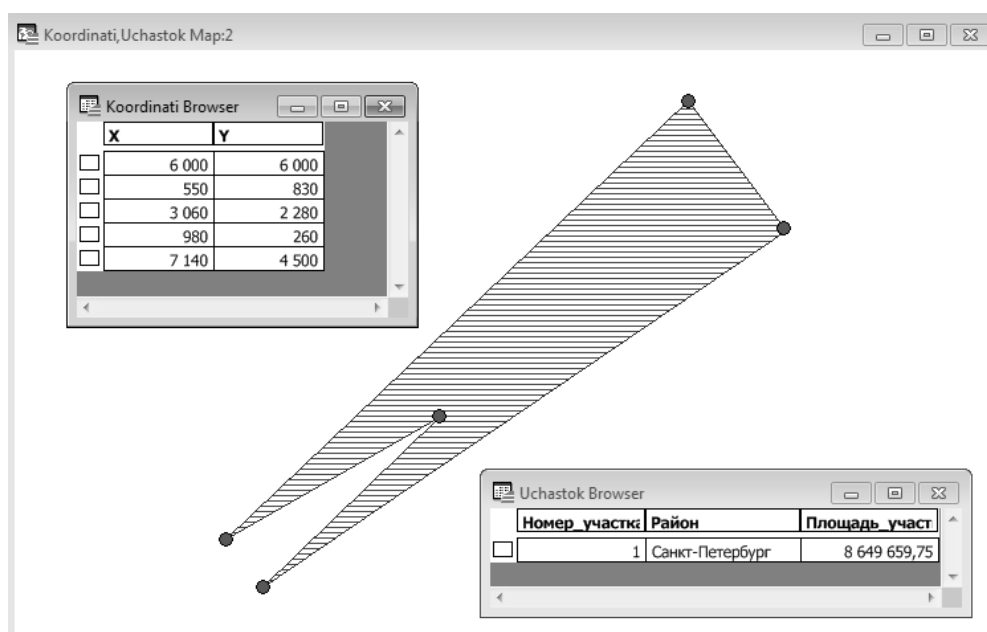 Koordinati,Uchastok Map:2
Koordinati Browser
X Y
6 000 6 000
550 830
3 060 2 280
980 260
7 140 4 500
Uchastok Browser
Номер_участка Район Площадь_участ
1 Санкт-Петербург 8 649 659,75